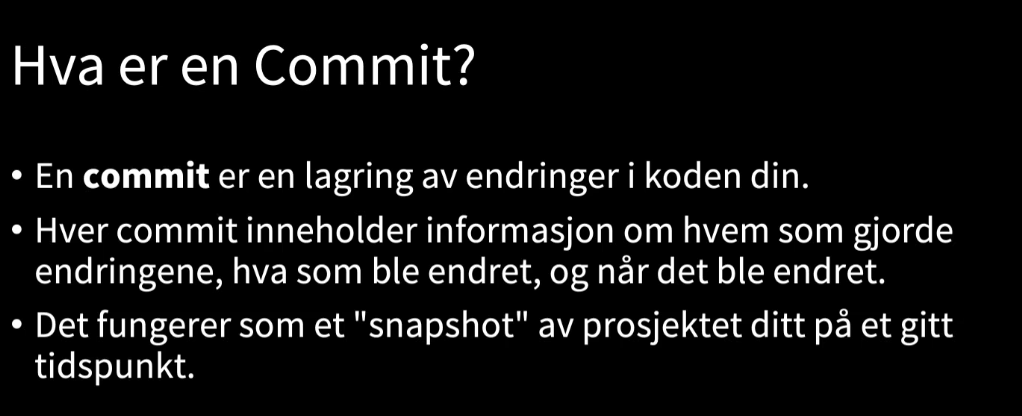 Hva er en Commit?
• En commit er en lagring av endringer i koden din.
• Hver commit inneholder informasjon om hvem som gjorde
endringene, hva som ble endret, og når det ble endret.
• Det fungerer som et "snapshot" av prosjektet ditt på et gitt
tidspunkt.